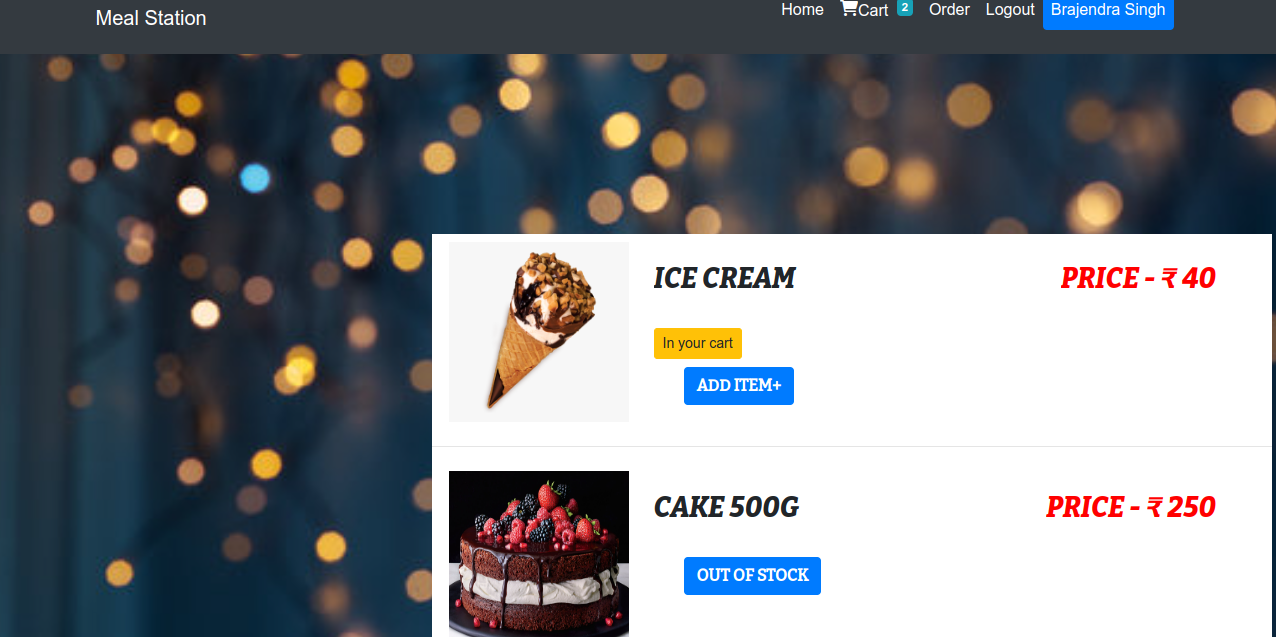 Meal Station
Home Cart 2 Order Logout Brajendra Singh
ICE CREAM
PRICE - ₹ 40
In your cart
ADD ITEM+
CAKE 500G
PRICE - ₹ 250
OUT OF STOCK